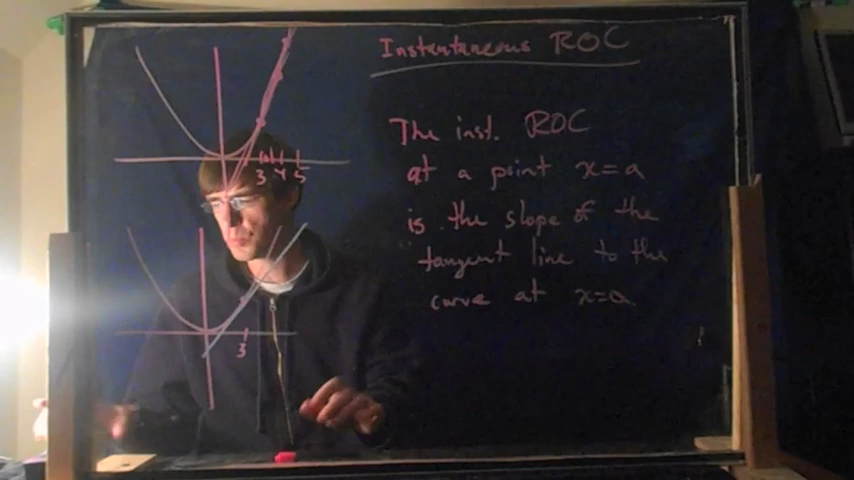 Instantaneous ROC
The inst. ROC
at a point x=a
is the slope of the
tangent line to the
curve at x=a
3 4 5
3